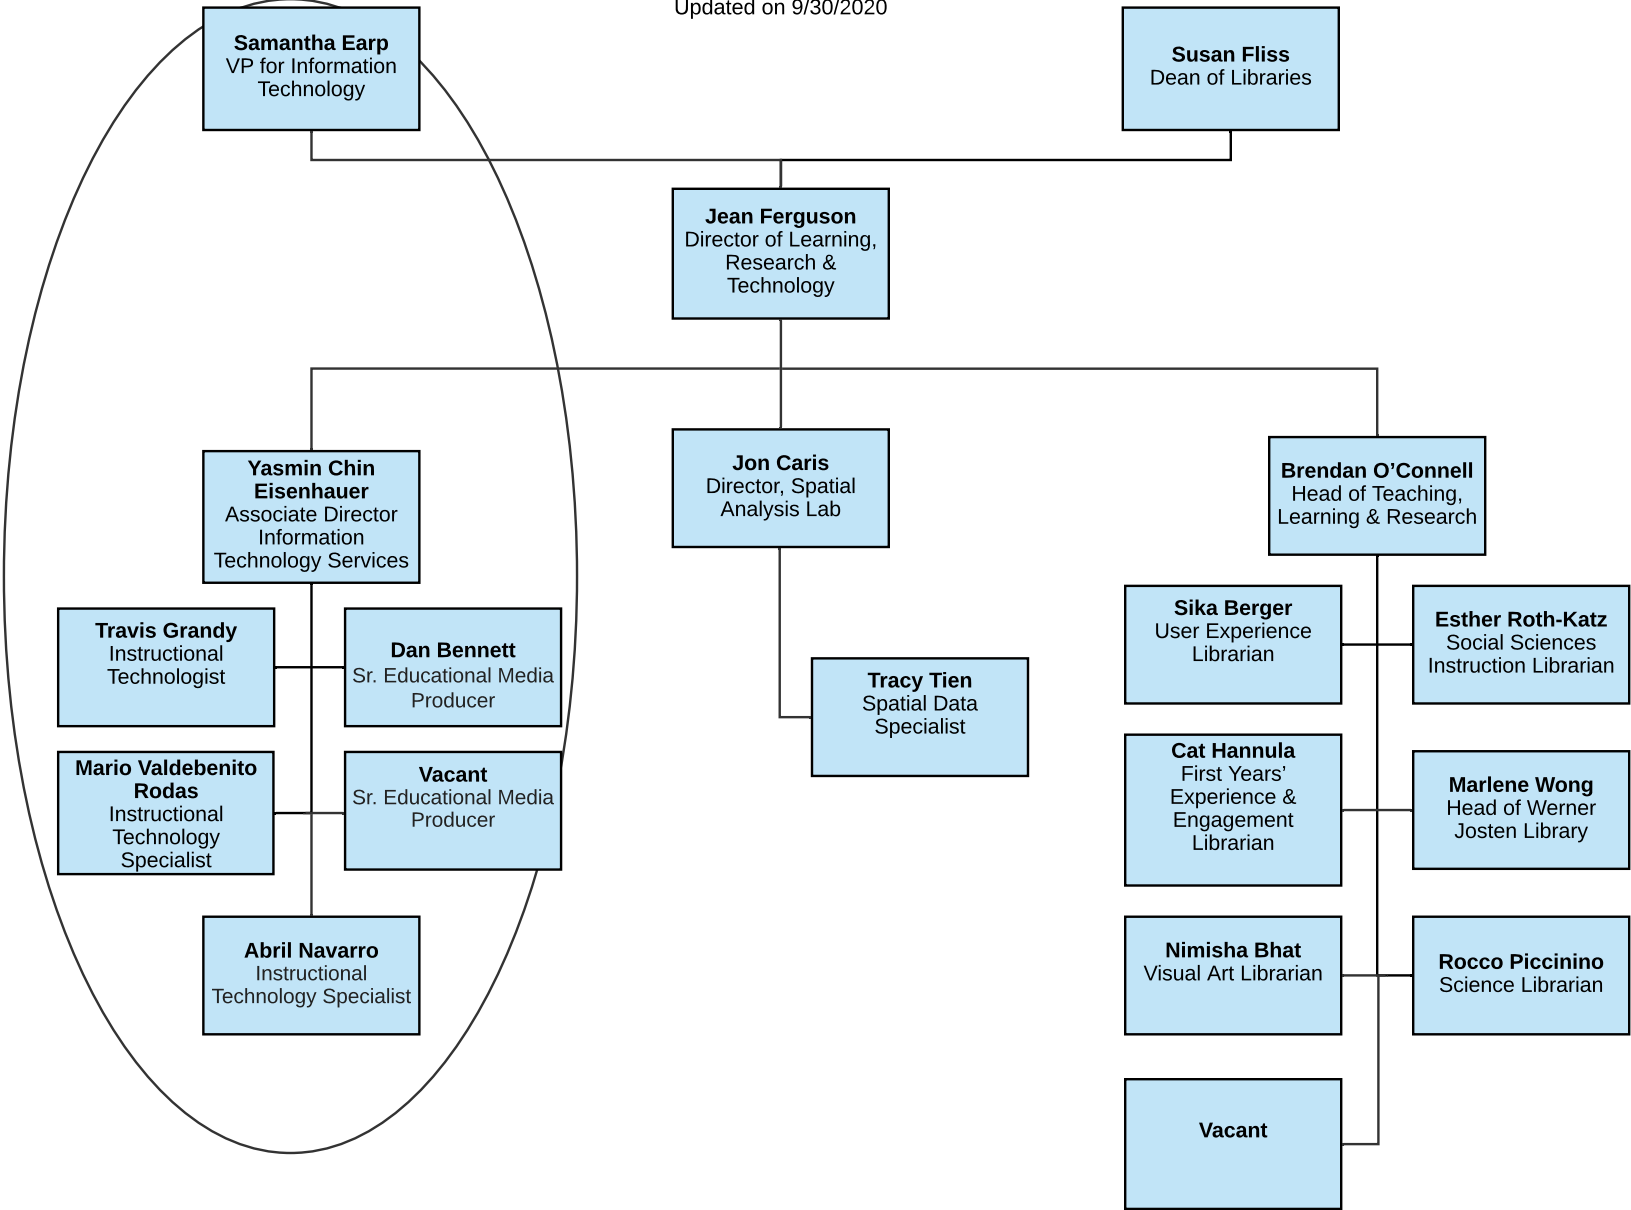 Updated on 9/30/2020
Samantha Earp
VP for Information
Technology
Susan Fliss
Dean of Libraries
Jean Ferguson
Director of Learning,
Research &
Technology
Yasmin Chin
Eisenhauer
Associate Director
Information
Technology Services
Jon Caris
Director, Spatial
Analysis Lab
Brendan O’Connell
Head of Teaching,
Learning & Research
Travis Grandy
Instructional
Technologist
Dan Bennett
Sr. Educational Media
Producer
Mario Valdebenito
Rodas
Instructional
Technology
Specialist
Vacant
Sr. Educational Media
Producer
Abril Navarro
Instructional
Technology Specialist
Tracy Tien
Spatial Data
Specialist
Sika Berger
User Experience
Librarian
Esther Roth-Katz
Social Sciences
Instruction Librarian
Cat Hannula
First Years’
Experience &
Engagement
Librarian
Marlene Wong
Head of Werner
Josten Library
Nimisha Bhat
Visual Art Librarian
Rocco Piccinino
Science Librarian
Vacant